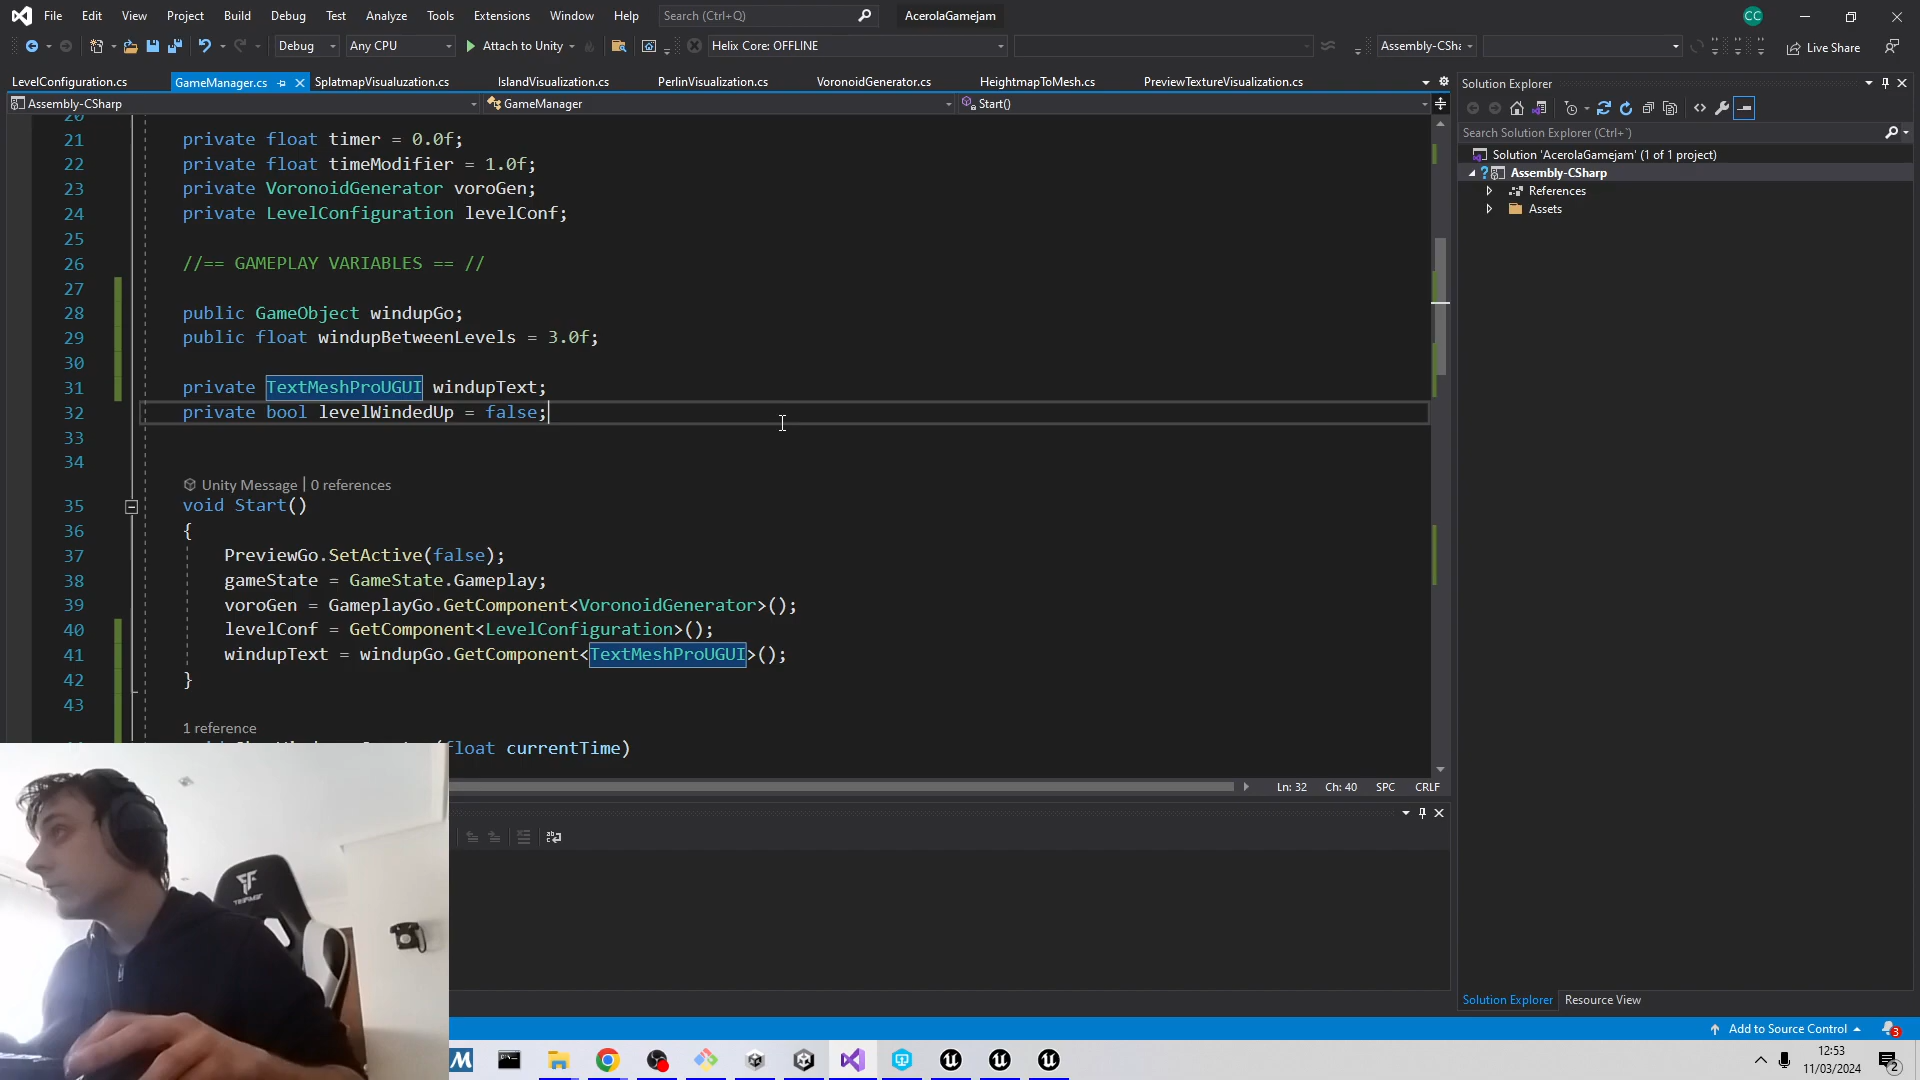 File Edit View Project Build Debug Test Analyze Tools Extensions Window Help Search (Ctrl+Q) AcerolaGamejam CC
Debug Any CPU Attach to Unity Helix Core: OFFLINE Assembly-CSha Live Share
LevelConfiguration.cs GameManager.cs SplatmapVisualuzation.cs IslandVisualization.cs PerlinVisualization.cs VoronoidGenerator.cs HeightmapToMesh.cs PreviewTextureVisualization.cs
Assembly-CSharp GameManager Start()
20
21 private float timer = 0.0f;
22 private float timeModifier = 1.0f;
23 private VoronoidGenerator voroGen;
24 private LevelConfiguration levelConf;
25
26 //== GAMEPLAY VARIABLES == //
27
28 public GameObject windupGo;
29 public float windupBetweenLevels = 3.0f;
30
31 private TextMeshProUGUI windupText;
32 private bool levelWindedUp = false;
33
34
Unity Message | 0 references
35 void Start()
36 {
37 PreviewGo.SetActive(false);
38 gameState = GameState.Gameplay;
39 voroGen = GameplayGo.GetComponent<VoronoidGenerator>();
40 levelConf = GetComponent<LevelConfiguration>();
41 windupText = windupGo.GetComponent<TextMeshProUGUI>();
42 }
43
1 reference
(float currentTime)
Ln: 32 Ch: 40 SPC CRLF
Solution Explorer
Search Solution Explorer (Ctrl+¨)
Solution 'AcerolaGamejam' (1 of 1 project)
Assembly-CSharp
References
Assets
Solution Explorer Resource View
Add to Source Control 3
12:53
11/03/2024
2